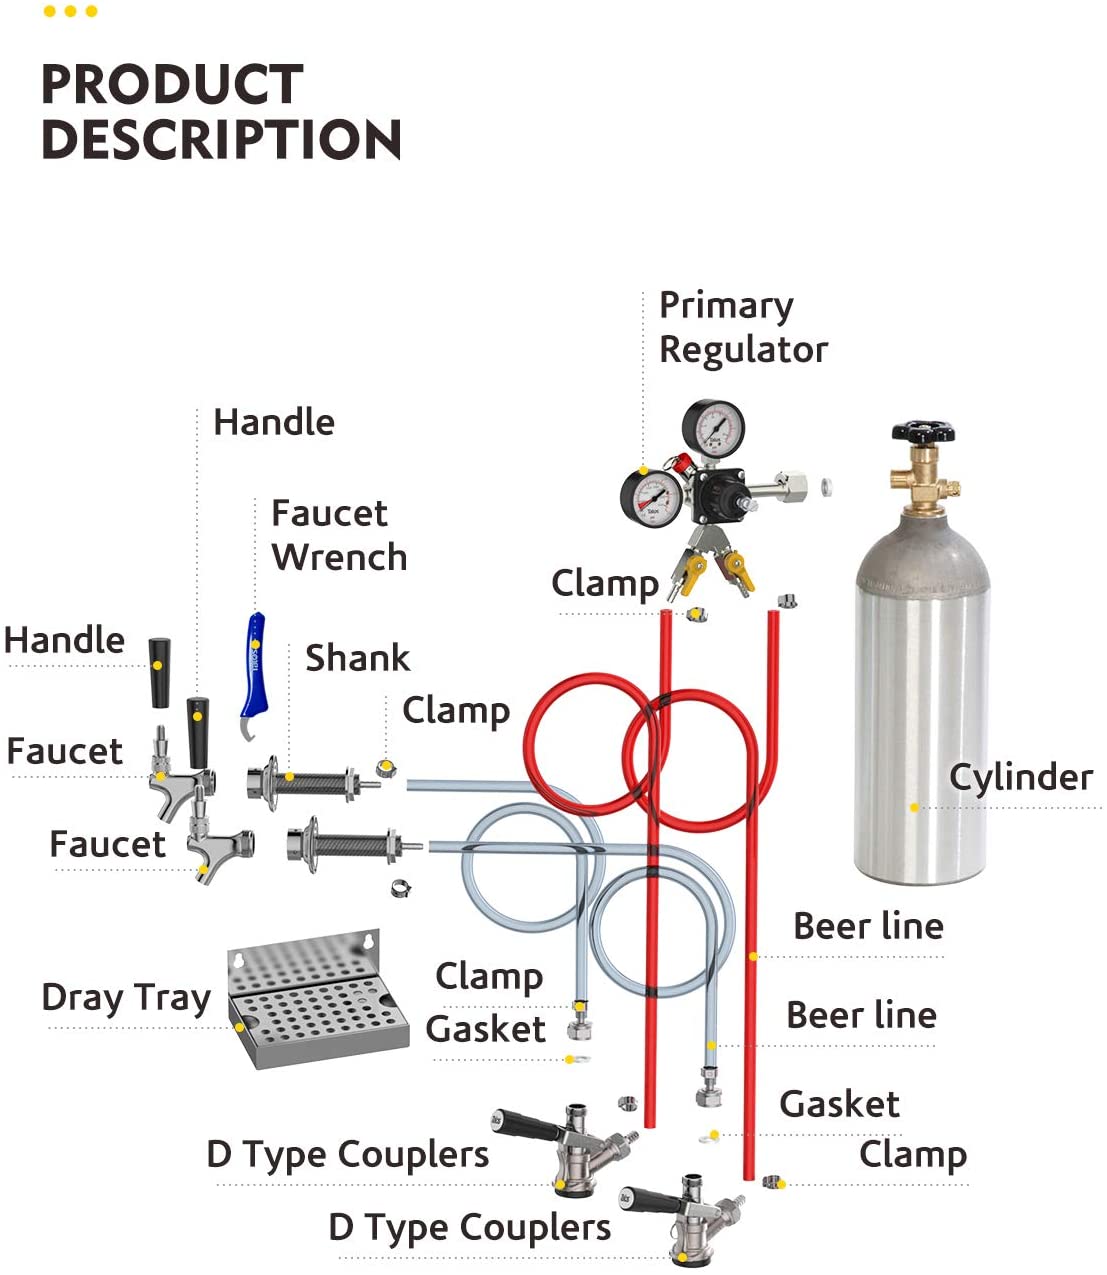 PRODUCT
DESCRIPTION
Primary
Regulator
Handle
Faucet
Wrench
Clamp
Handle
Shank
Clamp
Faucet
Cylinder
Faucet
Beer line
Clamp
Dray Tray
Beer line
Gasket
Gasket
D Type Couplers
Clamp
D Type Couplers